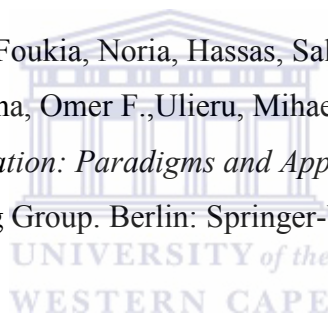 Foukia, Noria, Hassas, Sal
na, Omer F.,Ulieru, Mihae
ation: Paradigms and App
g Group. Berlin: Springer-
UNIVERSITY of the
WESTERN CAPE